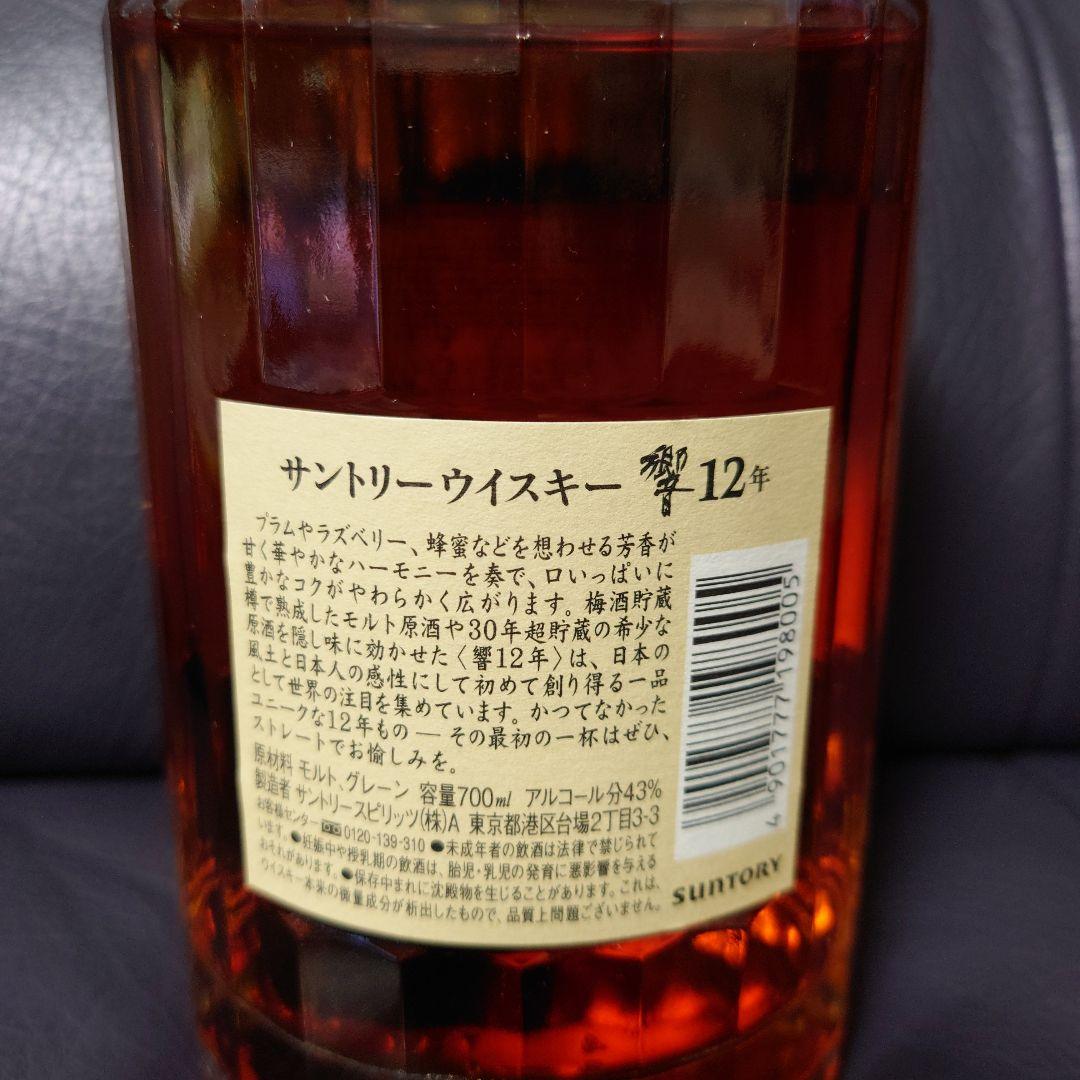 サントリーウイスキー 響 12年
プラムやラズベリー、蜂蜜などを想わせる芳香が
甘く華やかなハーモニーを奏で、口いっぱいに
豊かなコクがやわらかく広がります。梅酒貯蔵
樽で熟成したモルト原酒や30年超貯蔵の希少な
原酒を隠し味に効かせた〈響12年〉は、日本の
風土と日本人の感性にして初めて創り得る一品
として世界の注目を集めています。かつてなかった
ユニークな12年もの ― その最初の一杯はぜひ、
ストレートでお愉しみを。
原材料 モルト、グレーン 容量700ml アルコール分43%
製造者 サントリースピリッツ(株)A 東京都港区台場2丁目3-3
お客様センター 0120-139-310 ●未成年者の飲酒は法律で禁じられて
います。●妊娠中や授乳期の飲酒は、胎児・乳児の発育に悪影響を与える
おそれがあります。●保存中まれに沈殿物を生じることがあります。これは、
ウイスキー本来の微量成分が析出したもので、品質上問題ございません。
4 901777 198005
SUNTORY